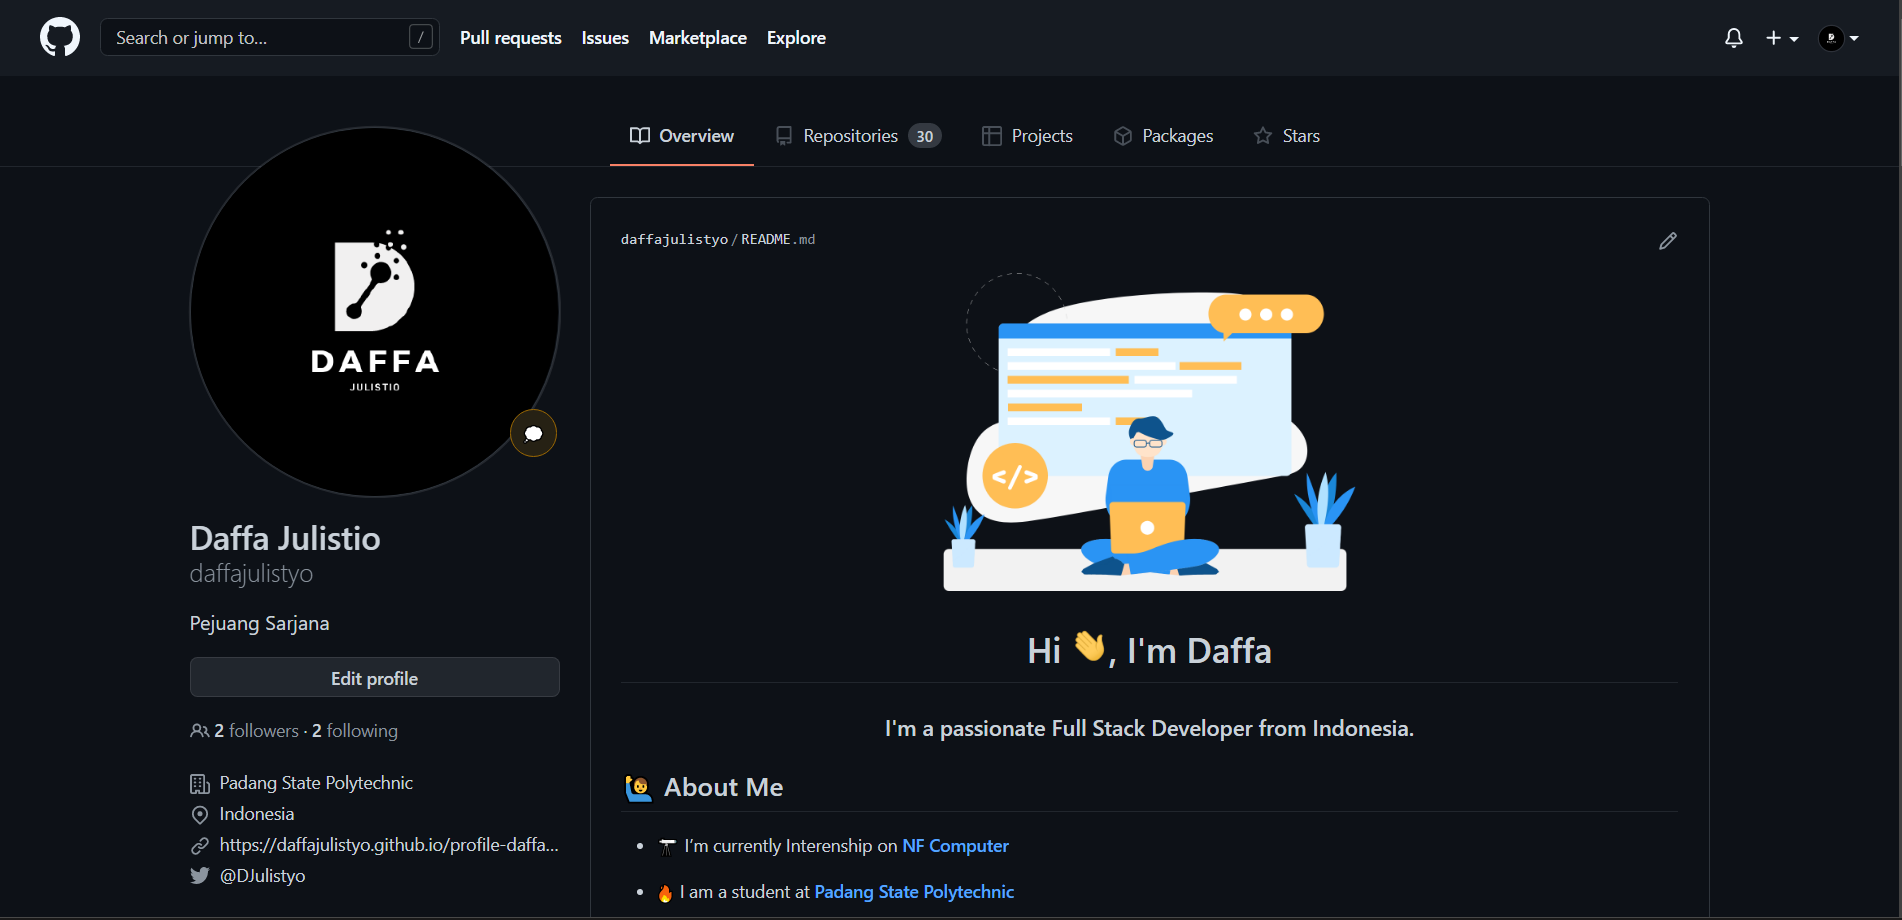 Search or jump to... /
Pull requests Issues Marketplace Explore
Overview Repositories 30 Projects Packages Stars
DAFFA
JULISTIO
Daffa Julistio
daffajulistyo
Pejuang Sarjana
Edit profile
2 followers · 2 following
Padang State Polytechnic
Indonesia
https://daffajulistyo.github.io/profile-daffa...
@DJulistyo
daffajulistyo/README.md
</>
Hi 👋, I'm Daffa
I'm a passionate Full Stack Developer from Indonesia.
🙋‍♂️ About Me
• 🔭 I’m currently Interenship on NF Computer
• 🔥 I am a student at Padang State Polytechnic